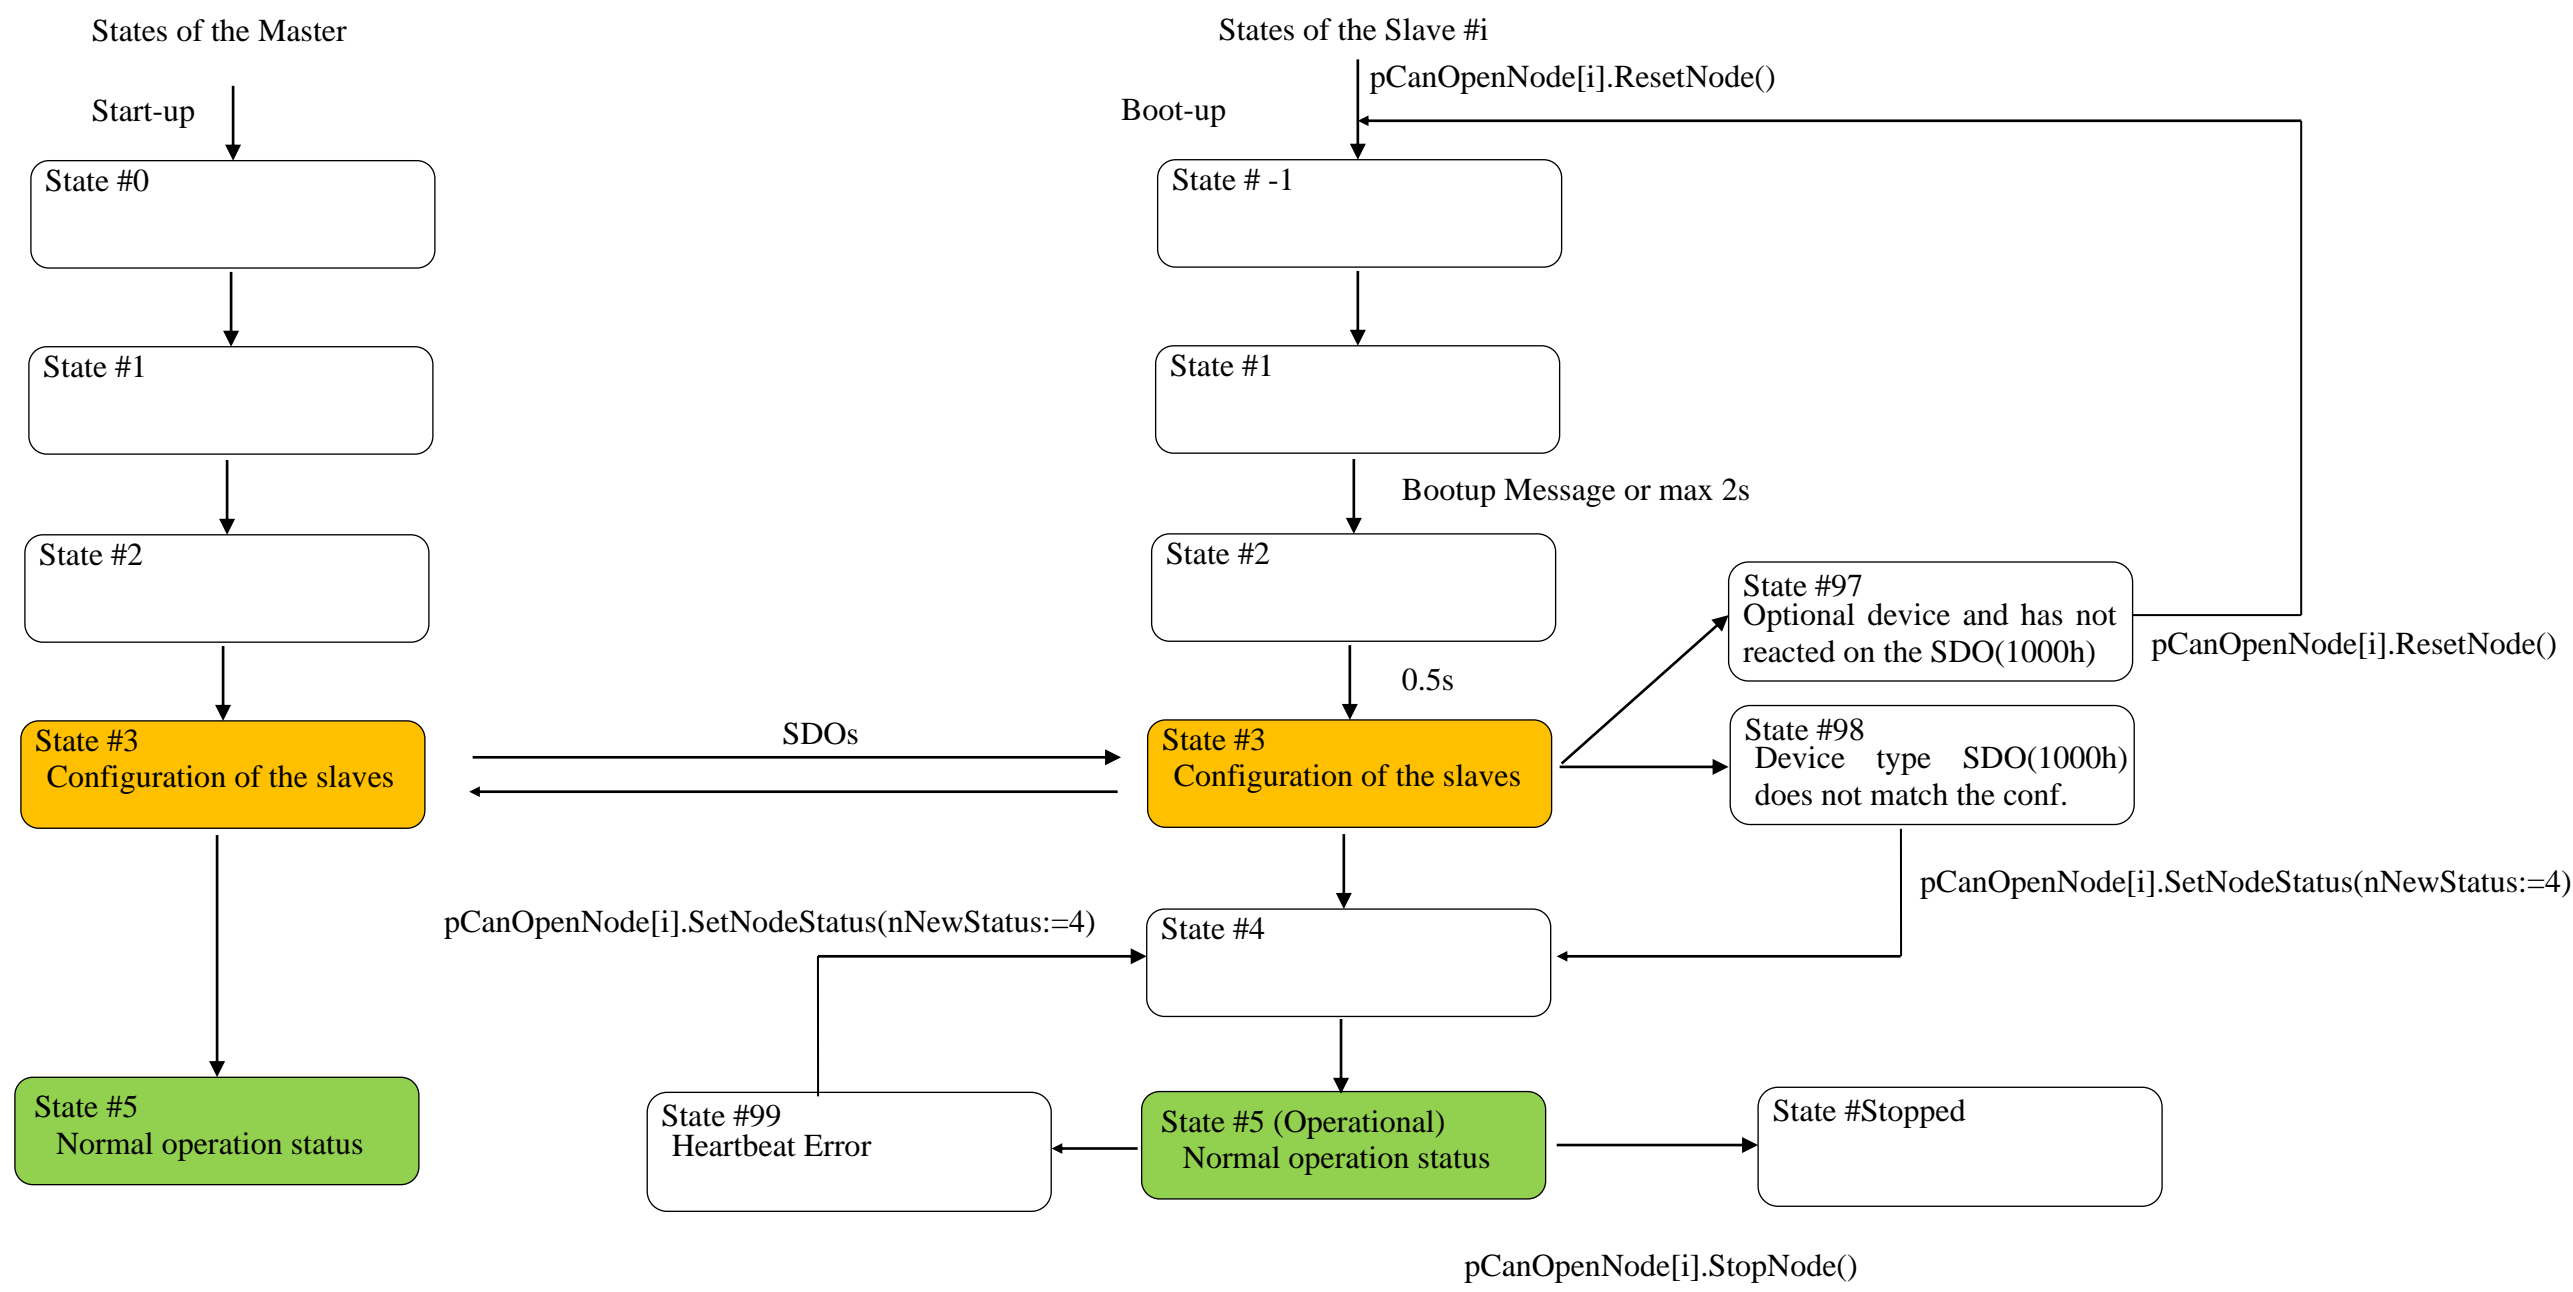 States of the Master
Start-up
State #0
State #1
State #2
State #3
Configuration of the slaves
State #5
Normal operation status
SDOs
States of the Slave #i
pCanOpenNode[i].ResetNode()
Boot-up
State # -1
State #1
Bootup Message or max 2s
State #2
0.5s
State #3
Configuration of the slaves
State #97
Optional device and has not
reacted on the SDO(1000h)
pCanOpenNode[i].ResetNode()
State #98
Device type SDO(1000h)
does not match the conf.
pCanOpenNode[i].SetNodeStatus(nNewStatus:=4)
pCanOpenNode[i].SetNodeStatus(nNewStatus:=4)
State #4
State #99
Heartbeat Error
State #5 (Operational)
Normal operation status
State #Stopped
pCanOpenNode[i].StopNode()